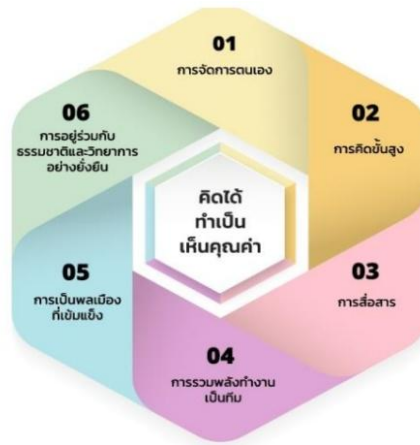 01
การจัดการตนเอง
02
การคิดขั้นสูง
03
การสื่อสาร
04
การรวมพลังทำงาน
เป็นทีม
05
การเป็นพลเมือง
ที่เข้มแข็ง
06
การอยู่ร่วมกับ
ธรรมชาติและวิทยาการ
อย่างยั่งยืน
คิดได้
ทำเป็น
เห็นคุณค่า